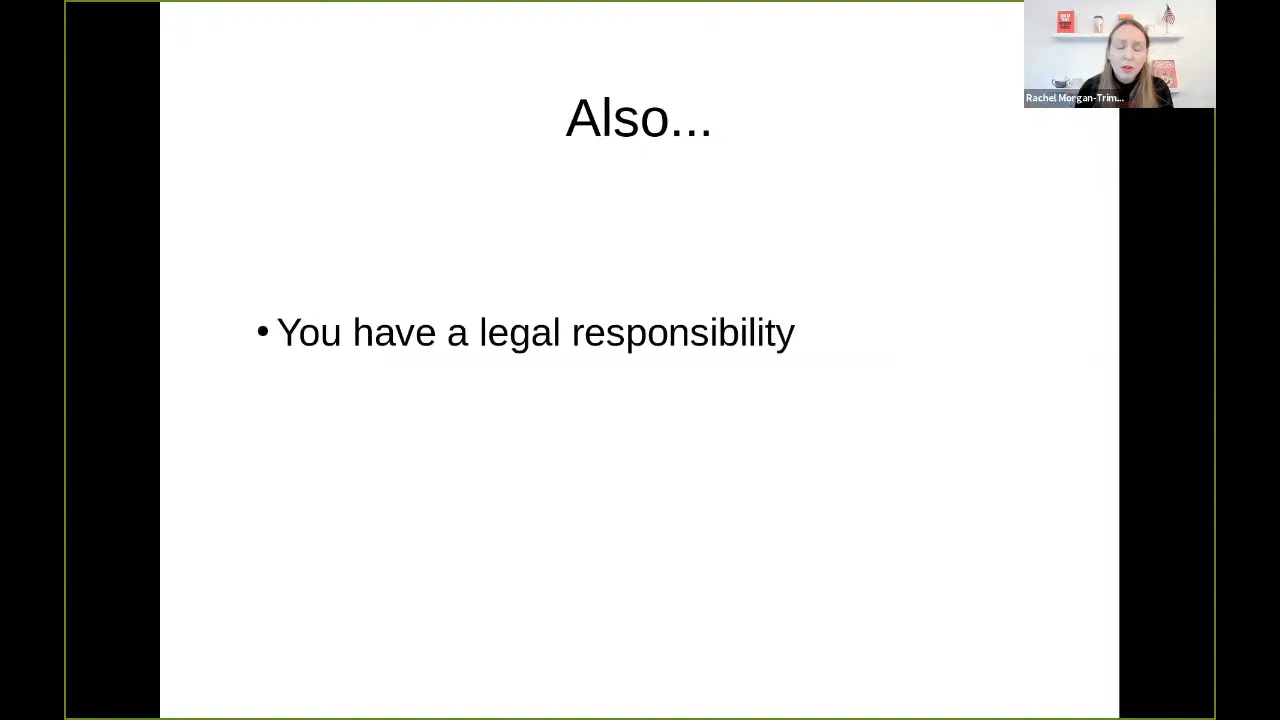 Also...
• You have a legal responsibility
Rachel Morgan-Trim...